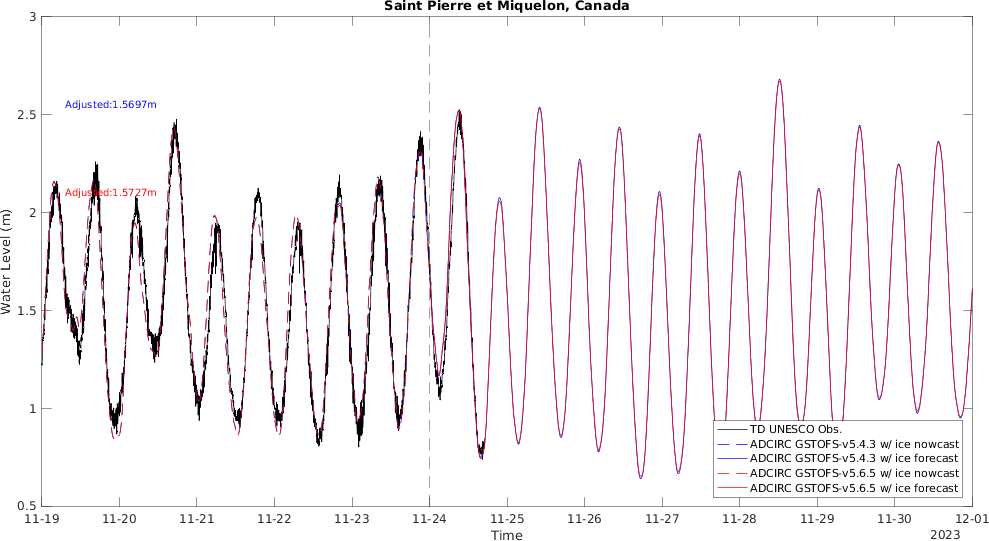 Saint Pierre et Miquelon, Canada
3
2.5
2
1.5
1
0.5
Water Level (m)
Adjusted:1.5697m
Adjusted:1.5727m
TD UNESCO Obs.
ADCIRC GSTOFS-v5.4.3 w/ ice nowcast
ADCIRC GSTOFS-v5.4.3 w/ ice forecast
ADCIRC GSTOFS-v5.6.5 w/ ice nowcast
ADCIRC GSTOFS-v5.6.5 w/ ice forecast
11-19 11-20 11-21 11-22 11-23 11-24 11-25 11-26 11-27 11-28 11-29 11-30 12-01
Time
2023